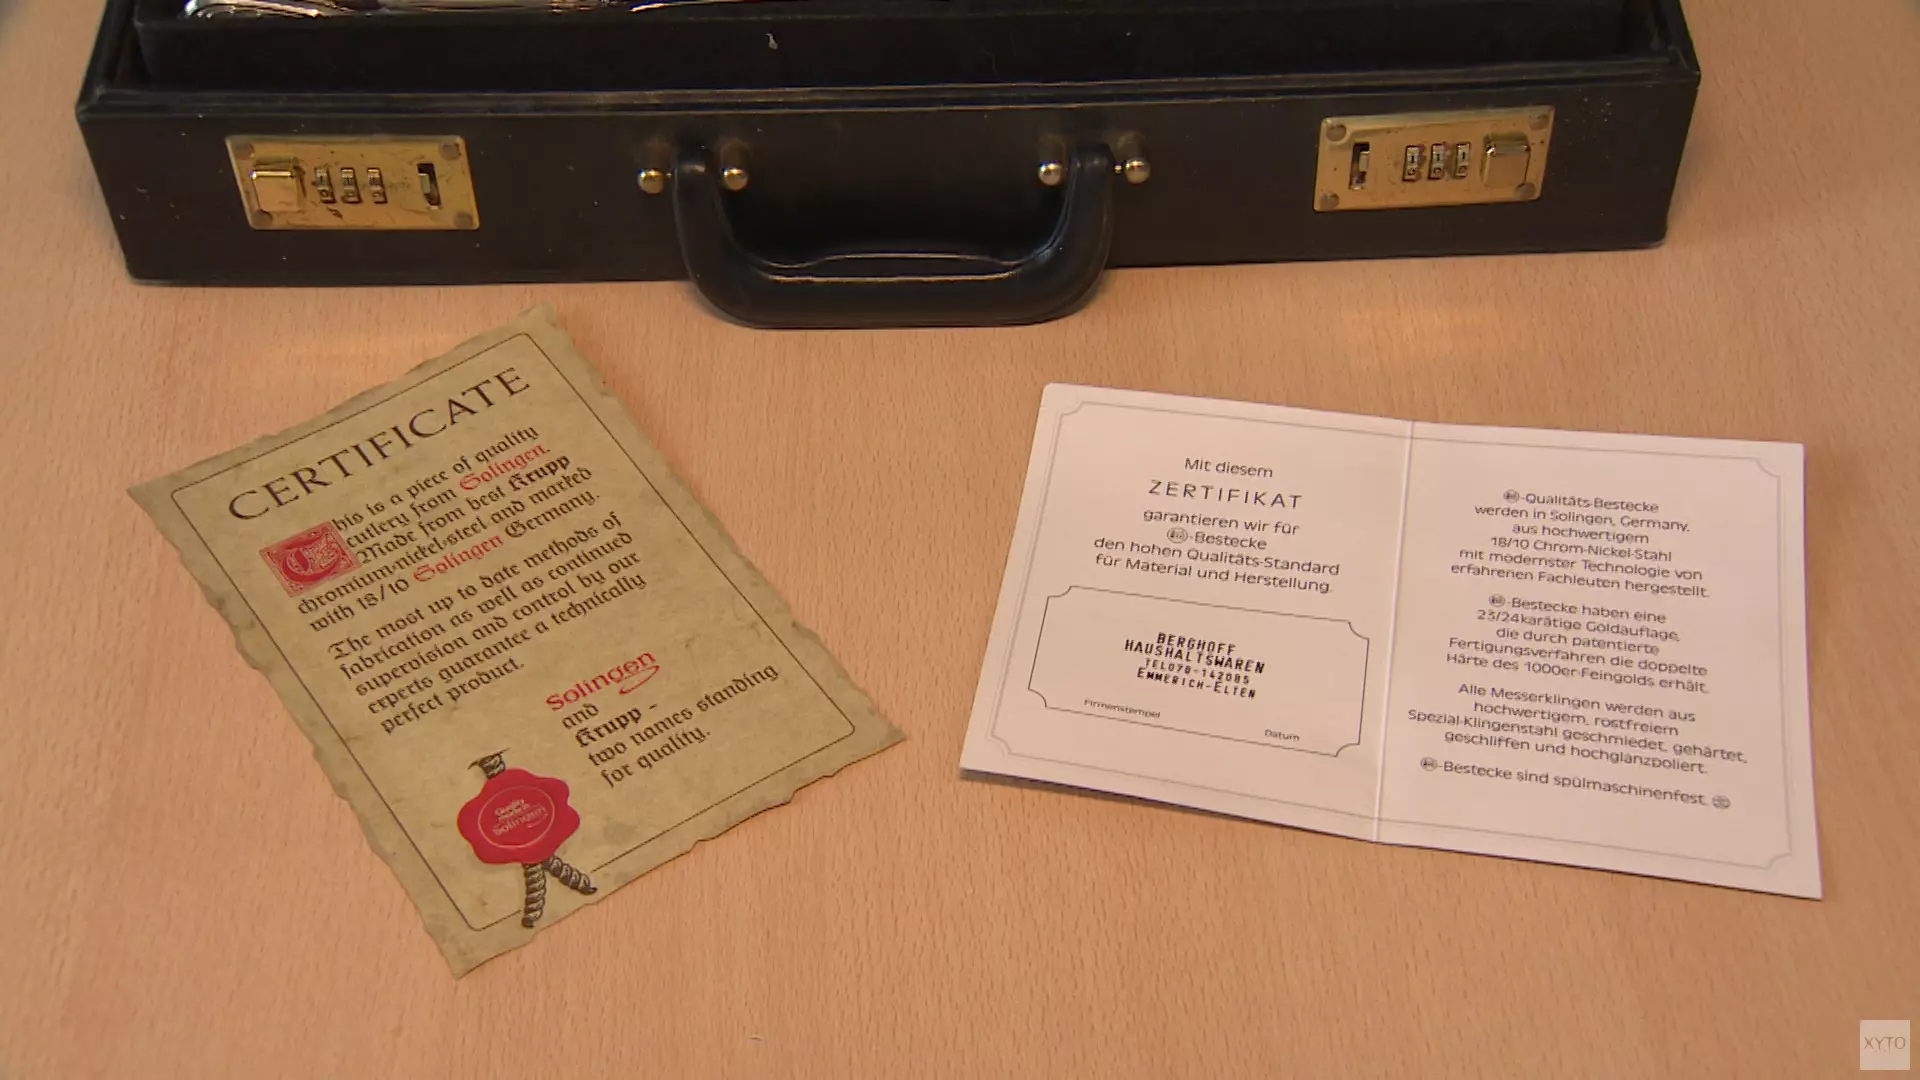 CERTIFICATE
This is a piece of quality
cutlery from Solingen.
Made from best Krupp
chromium-nickel-steel and marked
with 18/10 Solingen Germany.
The most up to date methods of
fabrication as well as continued
supervision and control by our
experts guarantee a technically
perfect product.
Solingen
and
Krupp -
two names standing
for quality.
Quality
Solingen
Mit diesem
ZERTIFIKAT
garantieren wir für
-Bestecke
den hohen Qualitäts-Standard
für Material und Herstellung.
BERGHOFF
HAUSHALTSWAREN
TEL078-142085
EMMERICH-ELTEN
Firmenstempel
Datum
-Qualitäts-Bestecke
werden in Solingen, Germany,
aus hochwertigem
18/10 Chrom-Nickel-Stahl
mit modernster Technologie von
erfahrenen Fachleuten hergestellt.
-Bestecke haben eine
23/24karätige Goldauflage,
die durch patentierte
Fertigungsverfahren die doppelte
Härte des 1000er-Feingolds erhält.
Alle Messerklingen werden aus
hochwertigem, rostfreiem
Spezial-Klingenstahl geschmiedet, gehärtet,
geschliffen und hochglanzpoliert.
-Bestecke sind spülmaschinenfest.
XYTO